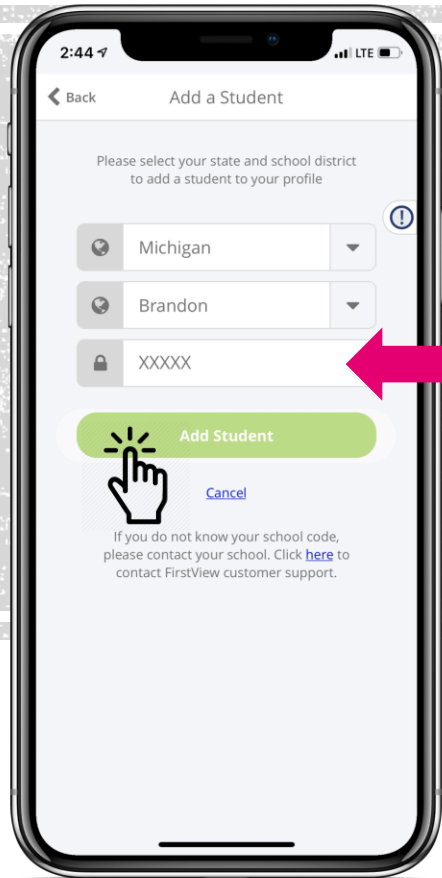 2:44 LTE
Back Add a Student
Please select your state and school district
to add a student to your profile
Michigan
Brandon
XXXXX
Add Student
Cancel
If you do not know your school code,
please contact your school. Click here to
contact FirstView customer support.